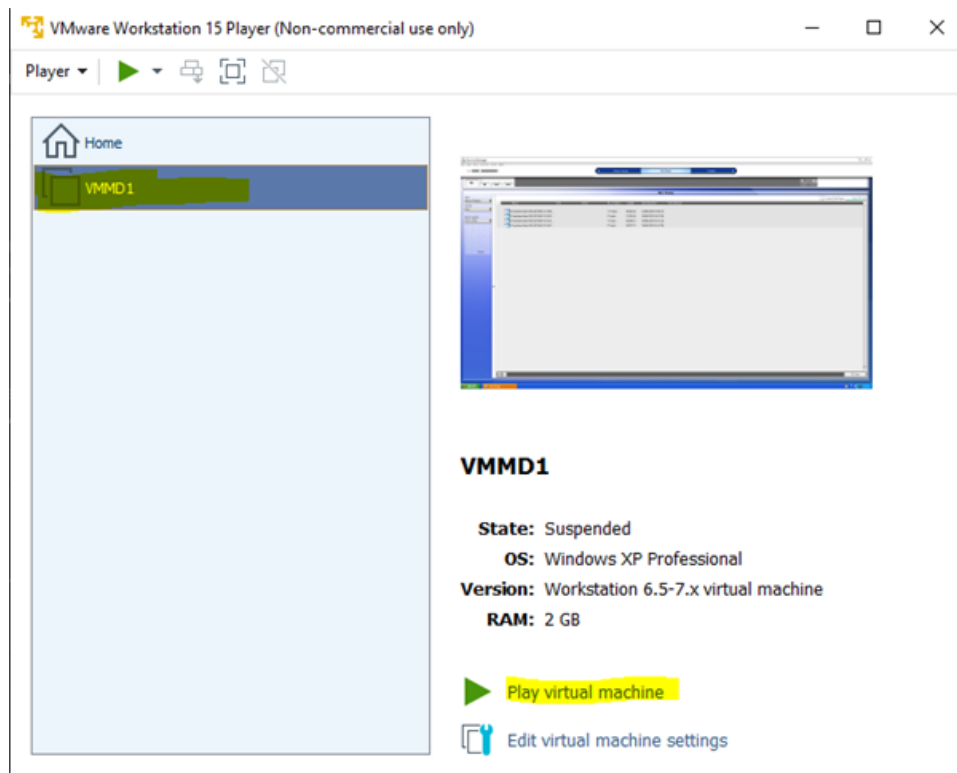 VMware Workstation 15 Player (Non-commercial use only)
Player
Home
VMMD1
VMMD1
State: Suspended
OS: Windows XP Professional
Version: Workstation 6.5-7.x virtual machine
RAM: 2 GB
Play virtual machine
Edit virtual machine settings